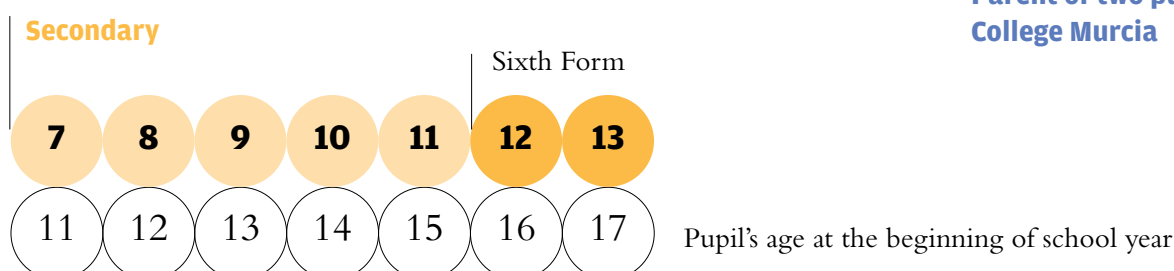 Secondary
Sixth Form
7 8 9 10 11 12 13
11 12 13 14 15 16 17
Pupil's age at the beginning of school year
College Murcia